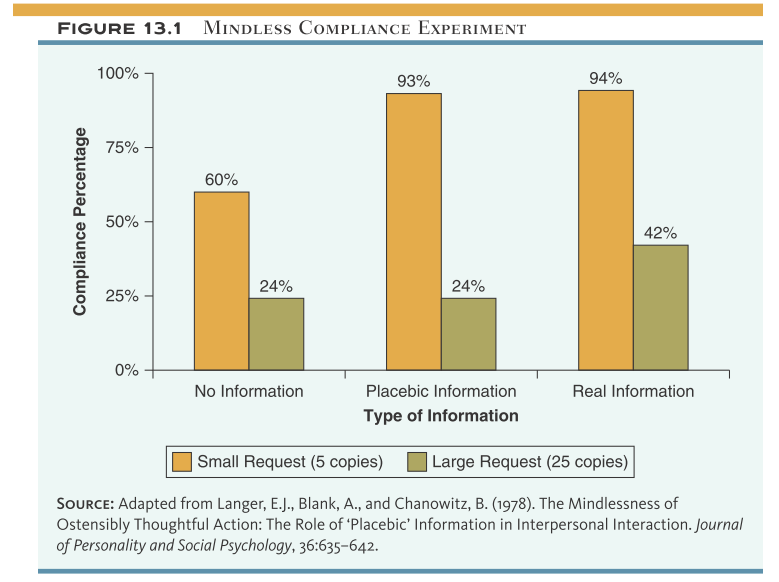 FIGURE 13.1 MINDLESS COMPLIANCE EXPERIMENT
100%
75%
50%
25%
0%
Compliance Percentage
60%
24%
93%
24%
94%
42%
No Information
Placebic Information
Real Information
Type of Information
Small Request (5 copies)
Large Request (25 copies)
SOURCE: Adapted from Langer, E.J., Blank, A., and Chanowitz, B. (1978). The Mindlessness of
Ostensibly Thoughtful Action: The Role of ‘Placebic’ Information in Interpersonal Interaction. Journal
of Personality and Social Psychology, 36:635–642.